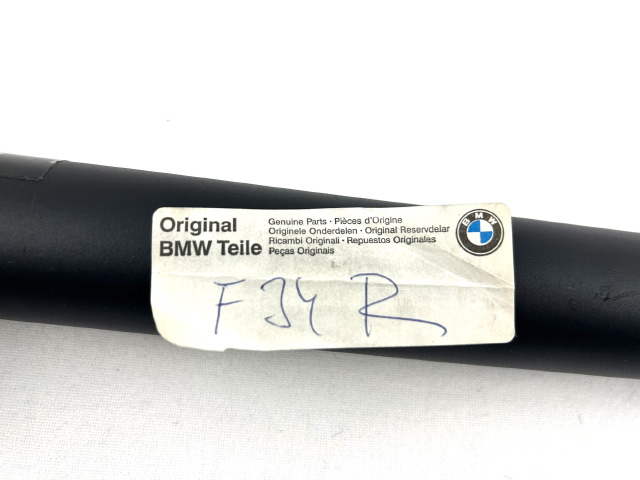 Original
BMW Teile
Genuine Parts · Pièces d'Origine
Originele Onderdelen · Original Reservdelar
Ricambi Originali · Repuestos Originales
Peças Originais
BMW
F34 R